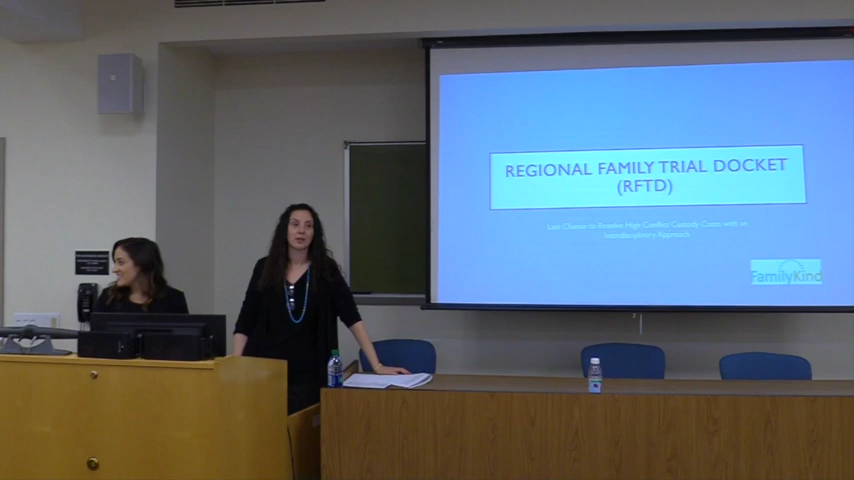 REGIONAL FAMILY TRIAL DOCKET
(RFTD)
Last Chance to Resolve High Conflict Custody Cases with an
Interdisciplinary Approach
FamilyKind